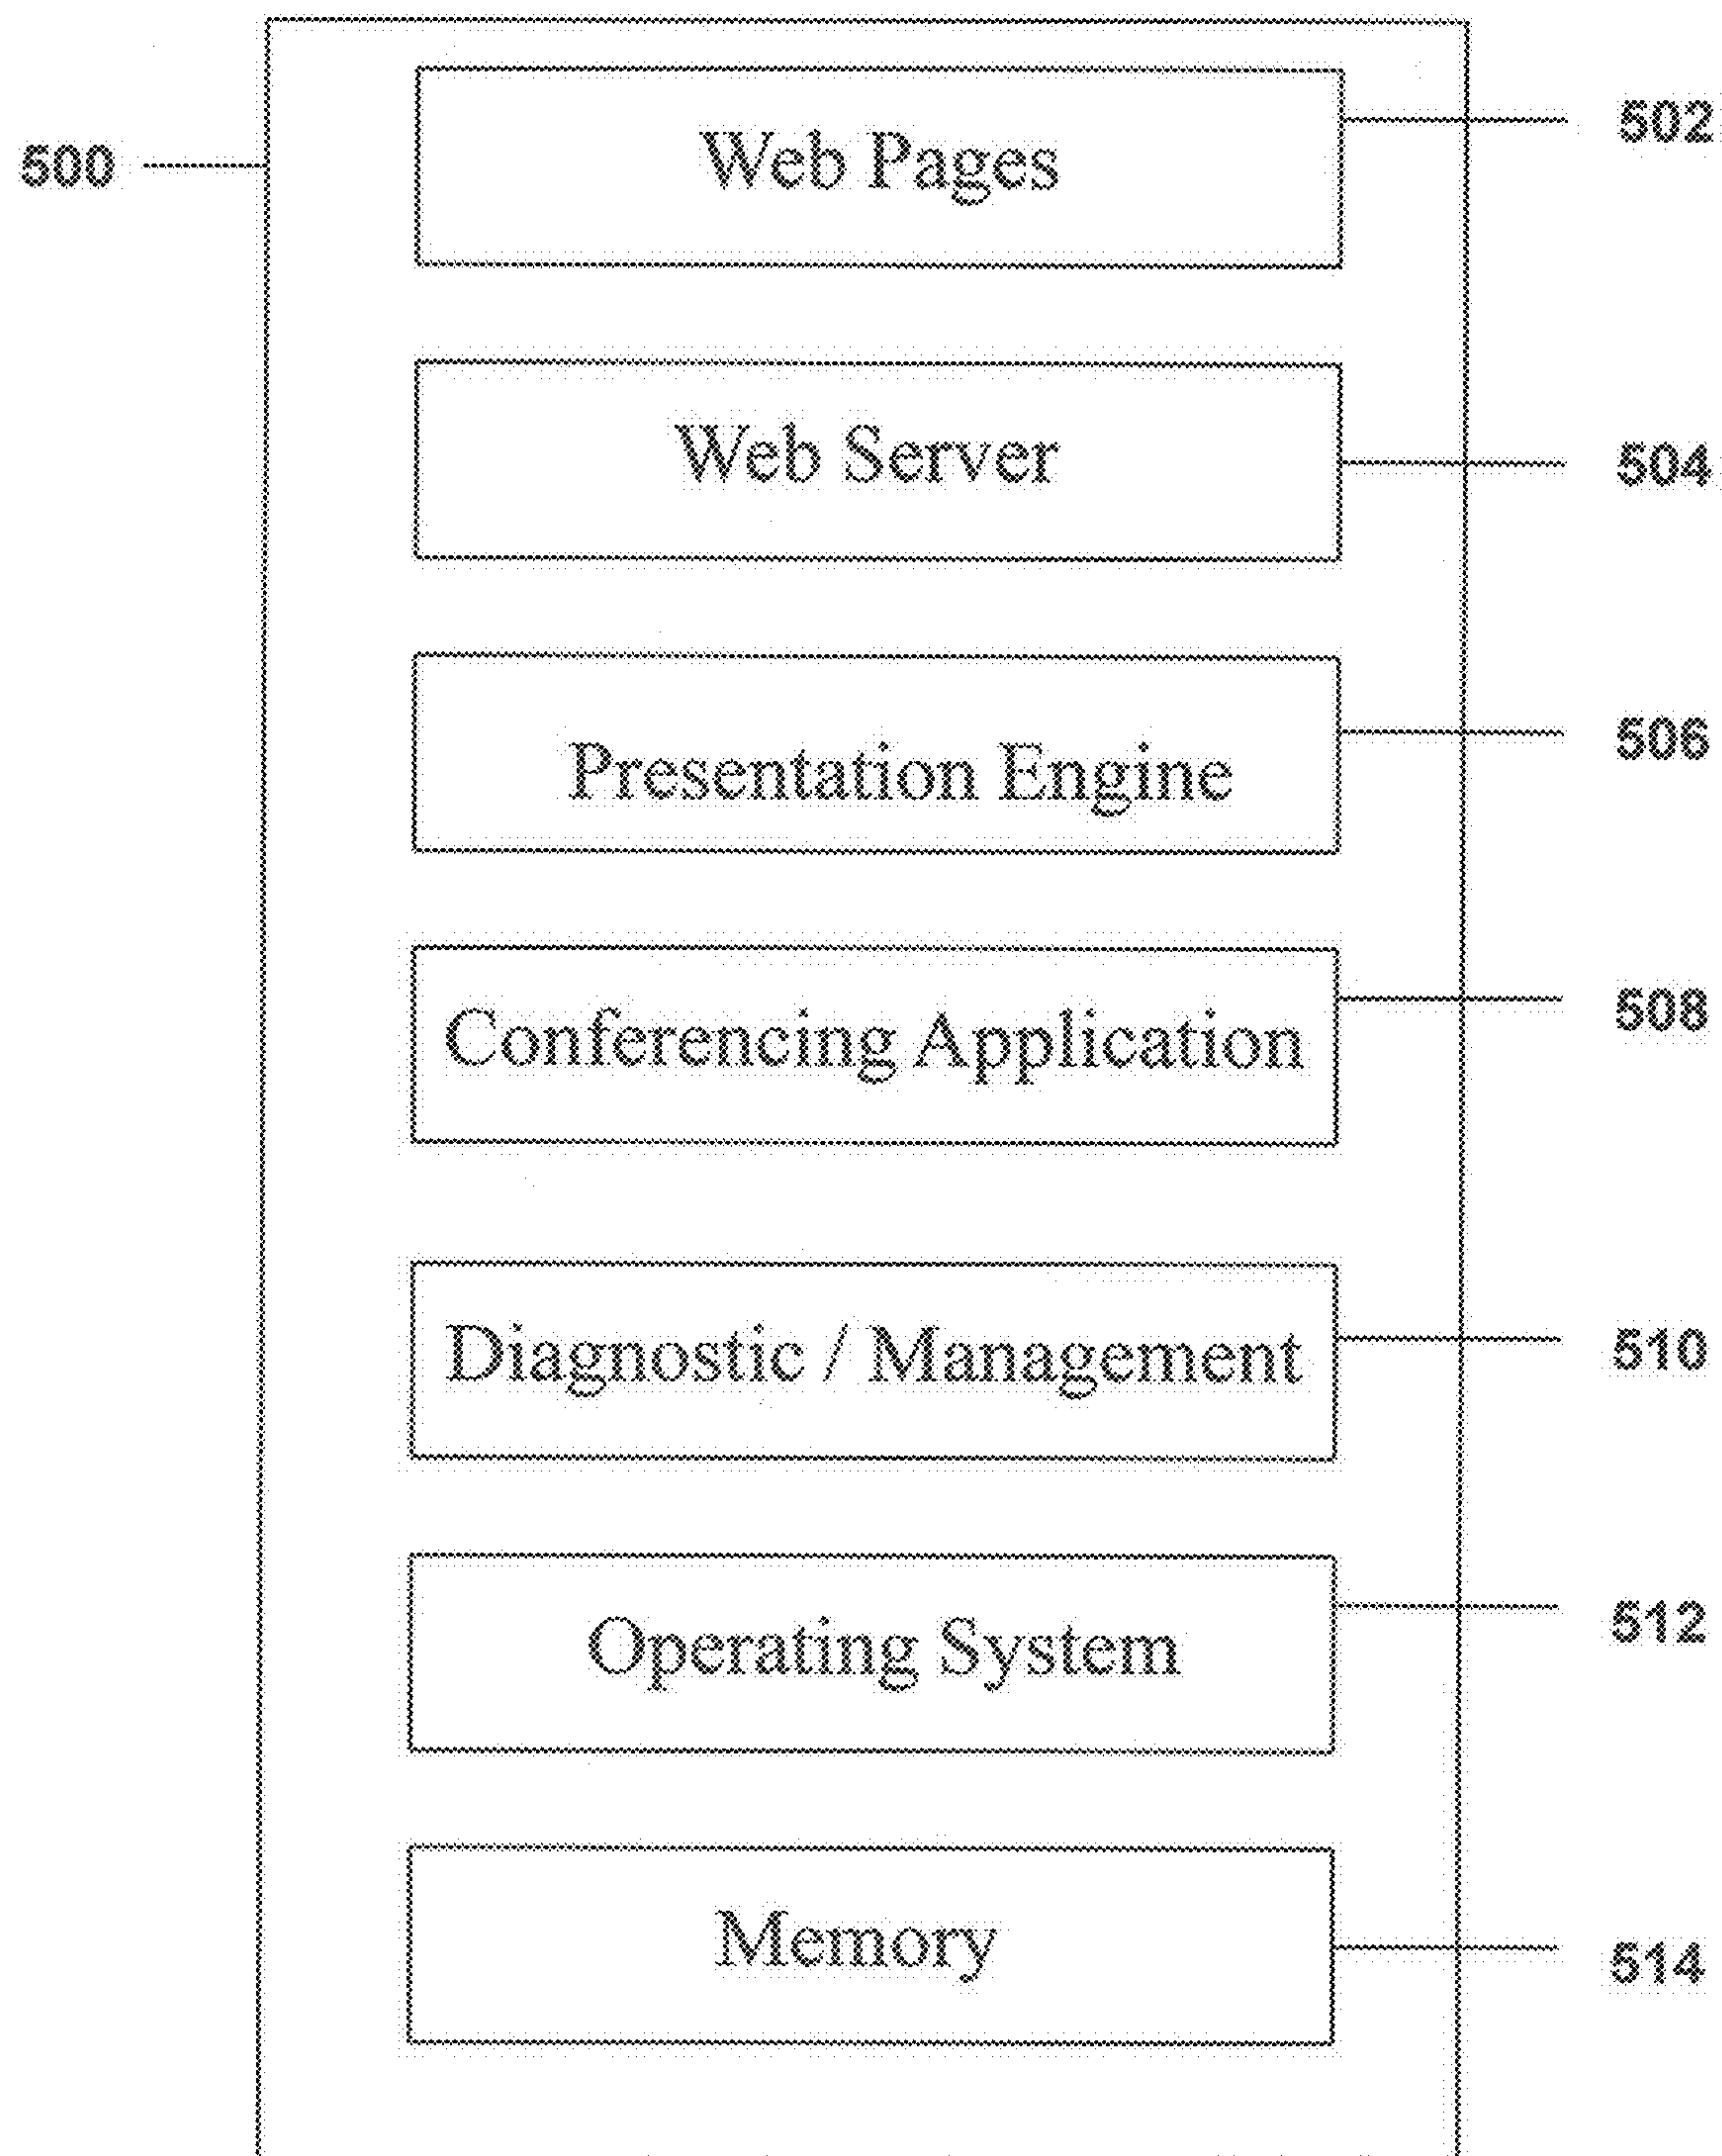 502
500
Web Pages
Web Server
504
506
Presentation Engine
508
Conferencing Application
510
Diagnostic / Management
512
Operating System
Memory
514